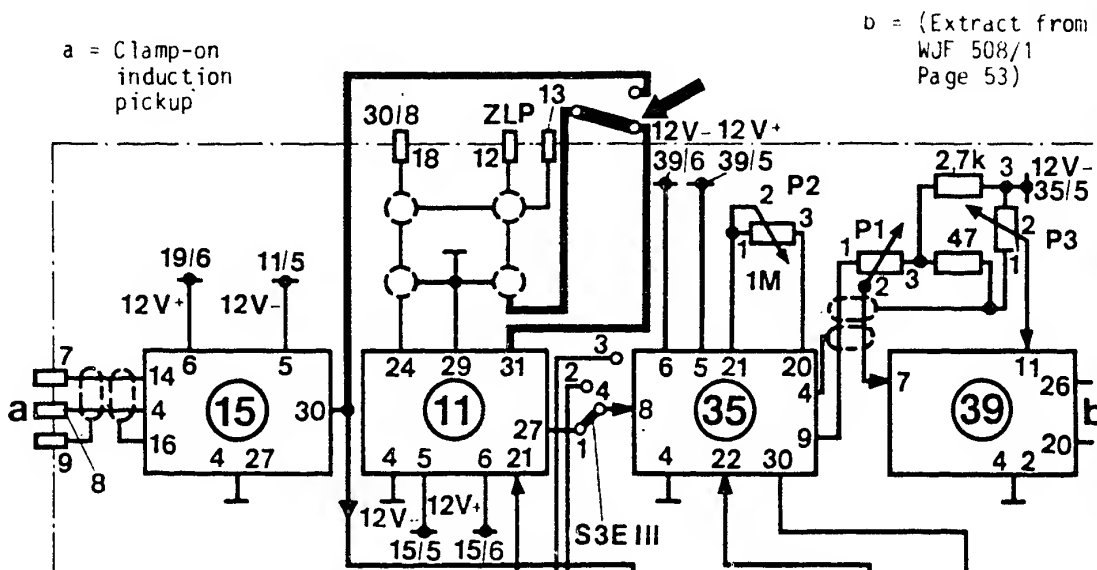 a = Clamp-on
induction
pickup
b = (Extract from
WJF 508/1
Page 53)
30/8
ZLP
13
18
12
12V- 12V+
39/6 39/5
2,7k
3
12V-
35/5
2
P2
3
1
1M
P1
1
3
2
47
2
P3
1
19/6
11/5
12V+
12V-
7
14
6
5
15
30
a
4
16
9
8
4 27
24
29
31
11
27
4
5
6
21
12V-
12V+
15/5
15/6
3
2
4
1
S3E III
6
5
21
20
8
35
4
9
4
22
30
7
11
26
39
20
b
4
2